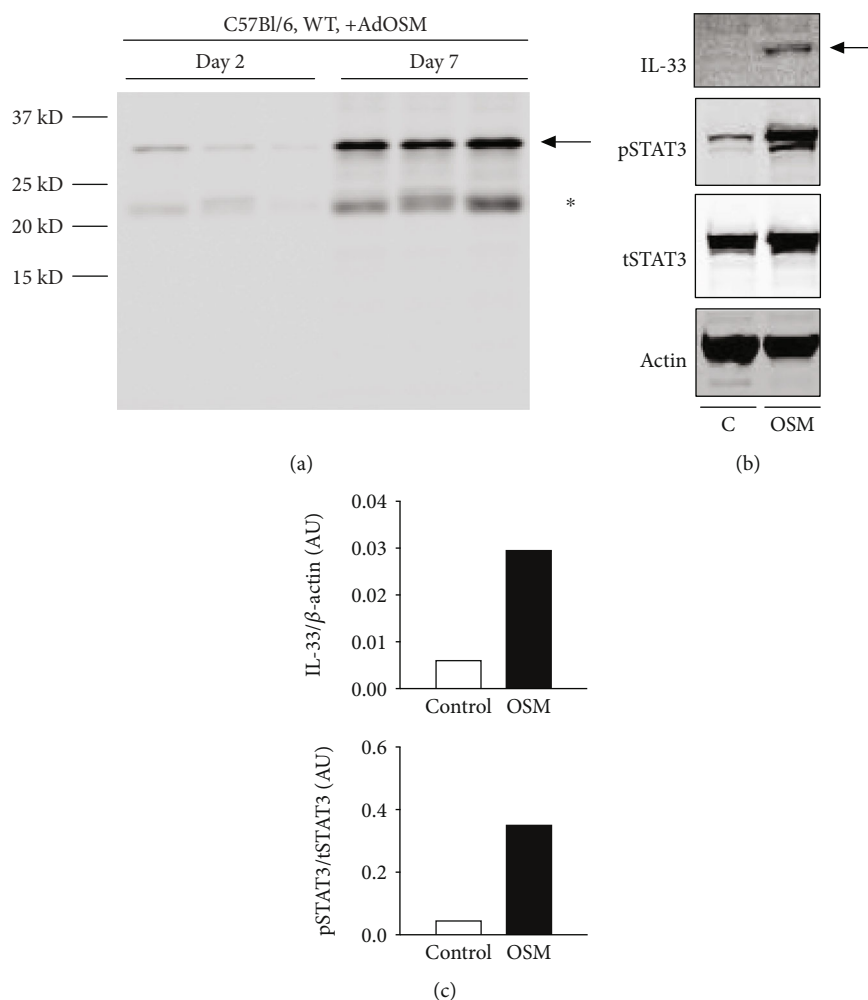 C57Bl/6, WT, +AdOSM
Day 2 Day 7
37 kD
25 kD
20 kD
15 kD
*
(a)
IL-33
pSTAT3
tSTAT3
Actin
C OSM
(b)
IL-33/β-actin (AU)
0.04
0.03
0.02
0.01
0.00
Control OSM
pSTAT3/tSTAT3 (AU)
0.6
0.4
0.2
0.0
Control OSM
(c)